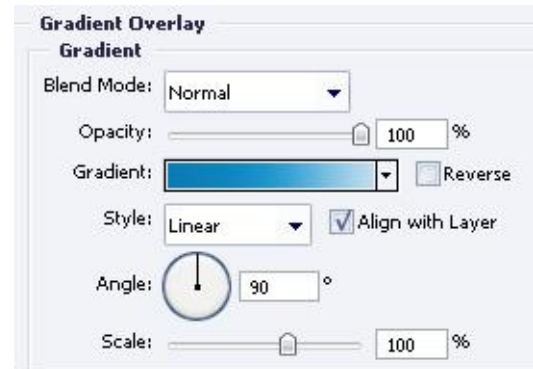 Gradient Overlay
Gradient
Blend Mode: Normal
Opacity: 100 %
Gradient: Reverse
Style: Linear Align with Layer
Angle: 90 °
Scale: 100 %